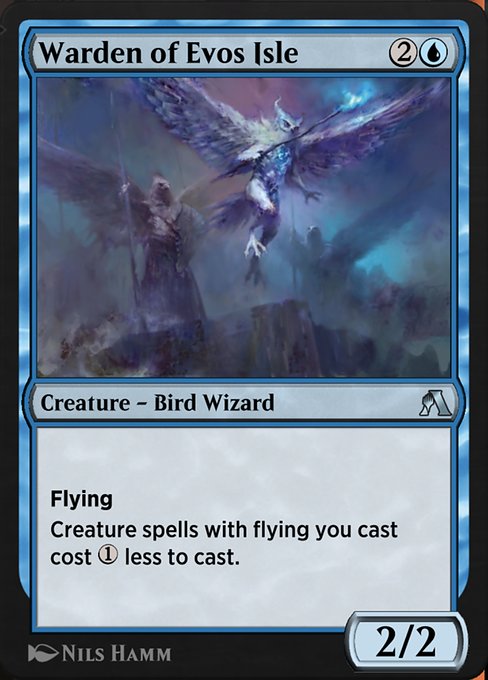 Warden of Evos Isle 2
Creature – Bird Wizard
Flying
Creature spells with flying you cast
cost 1 less to cast.
2/2
Nils Hamm